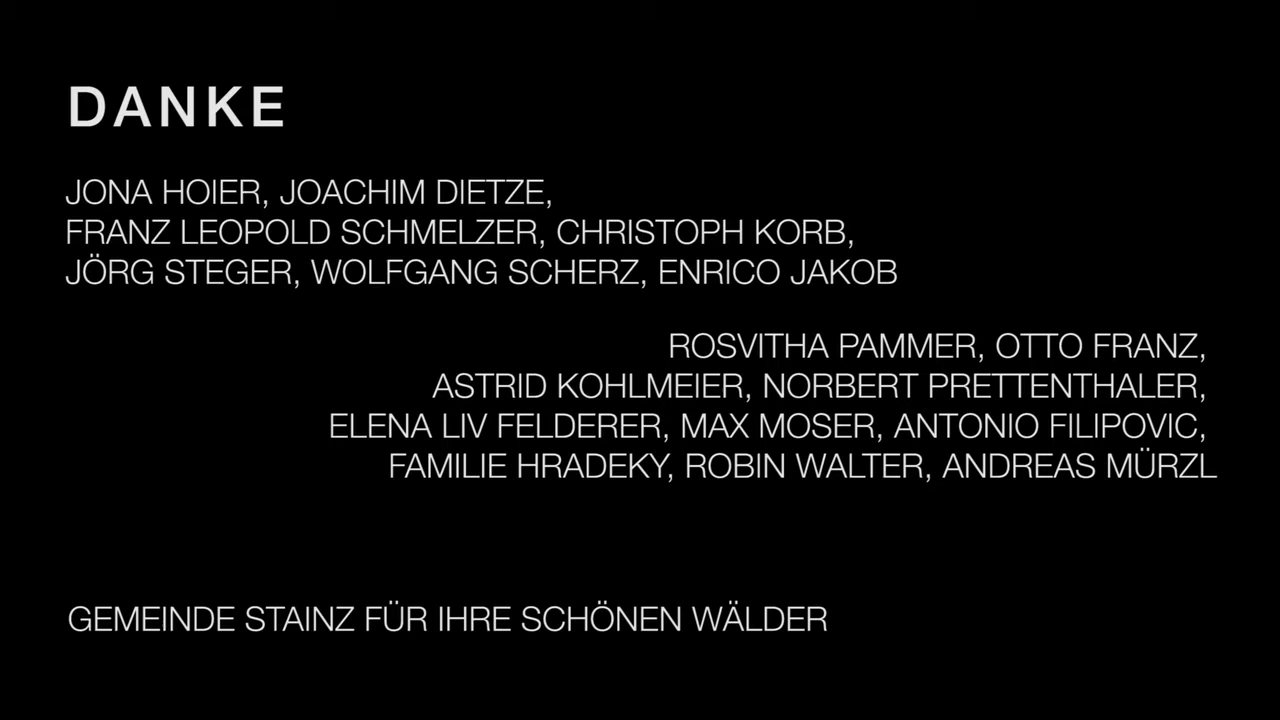 DANKE
JONA HOIER, JOACHIM DIETZE,
FRANZ LEOPOLD SCHMELZER, CHRISTOPH KORB,
JÖRG STEGER, WOLFGANG SCHERZ, ENRICO JAKOB
ROSVITHA PAMMER, OTTO FRANZ,
ASTRID KOHLMEIER, NORBERT PRETTENTHALER,
ELENA LIV FELDERER, MAX MOSER, ANTONIO FILIPOVIC,
FAMILIE HRADEKY, ROBIN WALTER, ANDREAS MÜRZL
GEMEINDE STAINZ FÜR IHRE SCHÖNEN WÄLDER